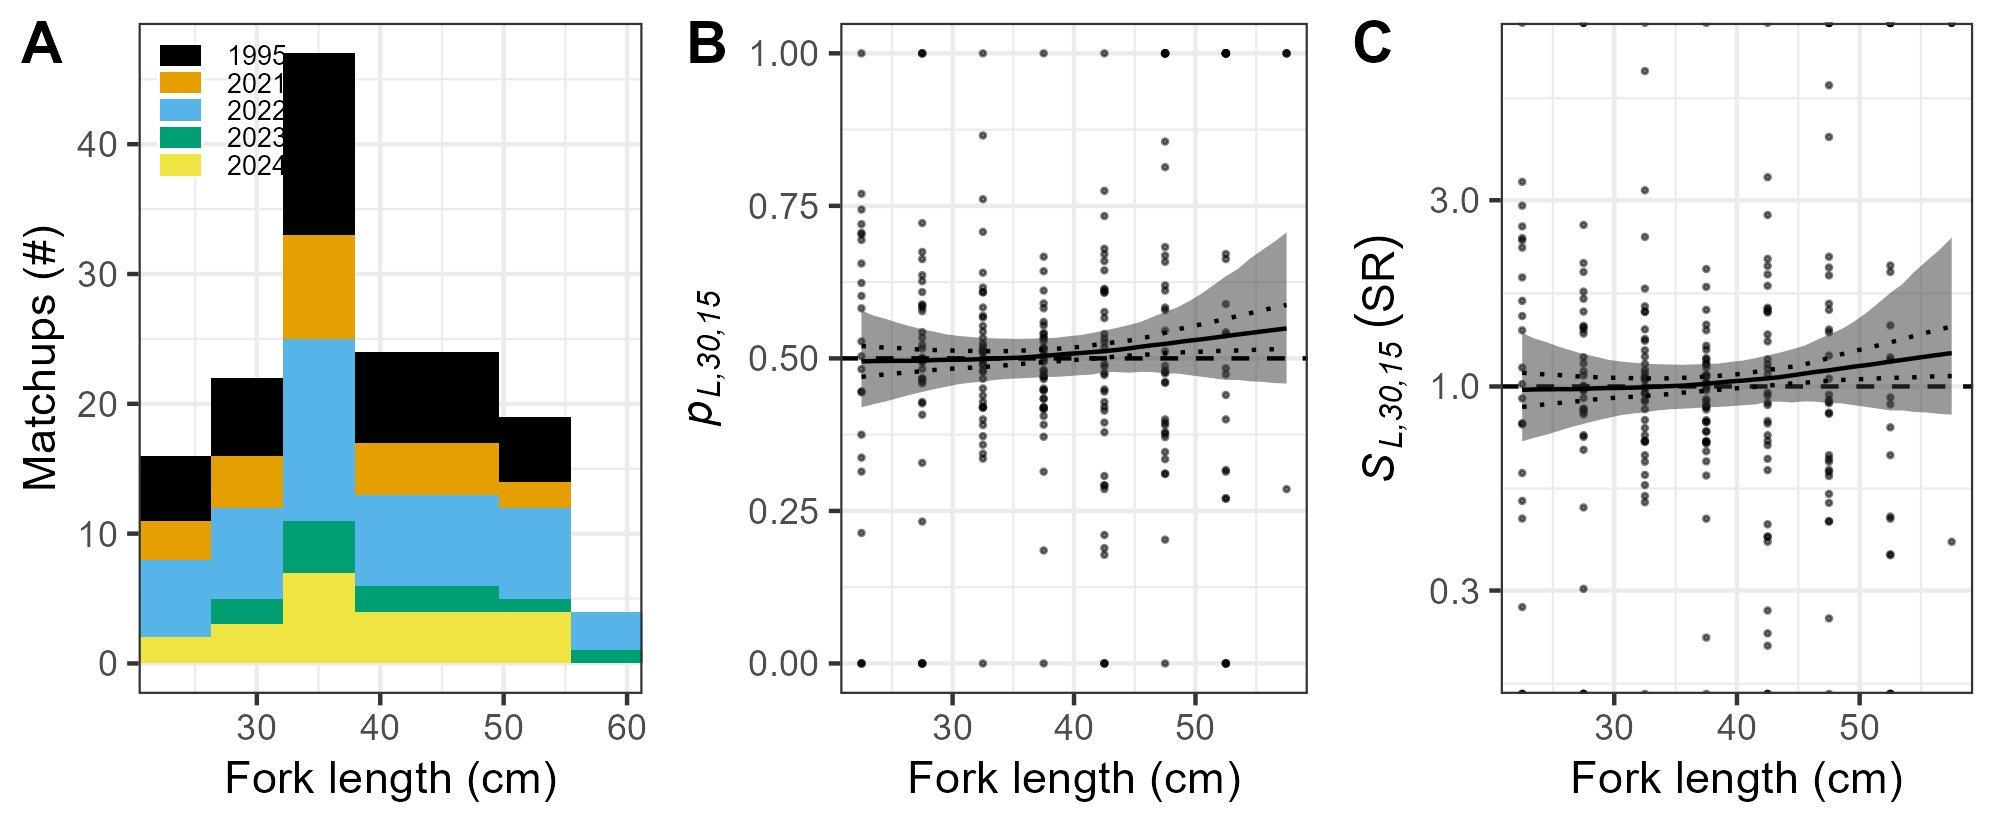 A
1995
2021
2022
2023
2024
Matchups (#)
40
30
20
10
0
30 40 50 60
Fork length (cm)
B
pL,30,15
1.00
0.75
0.50
0.25
0.00
30 40 50
Fork length (cm)
C
SL,30,15 (SR)
3.0
1.0
0.3
30 40 50
Fork length (cm)